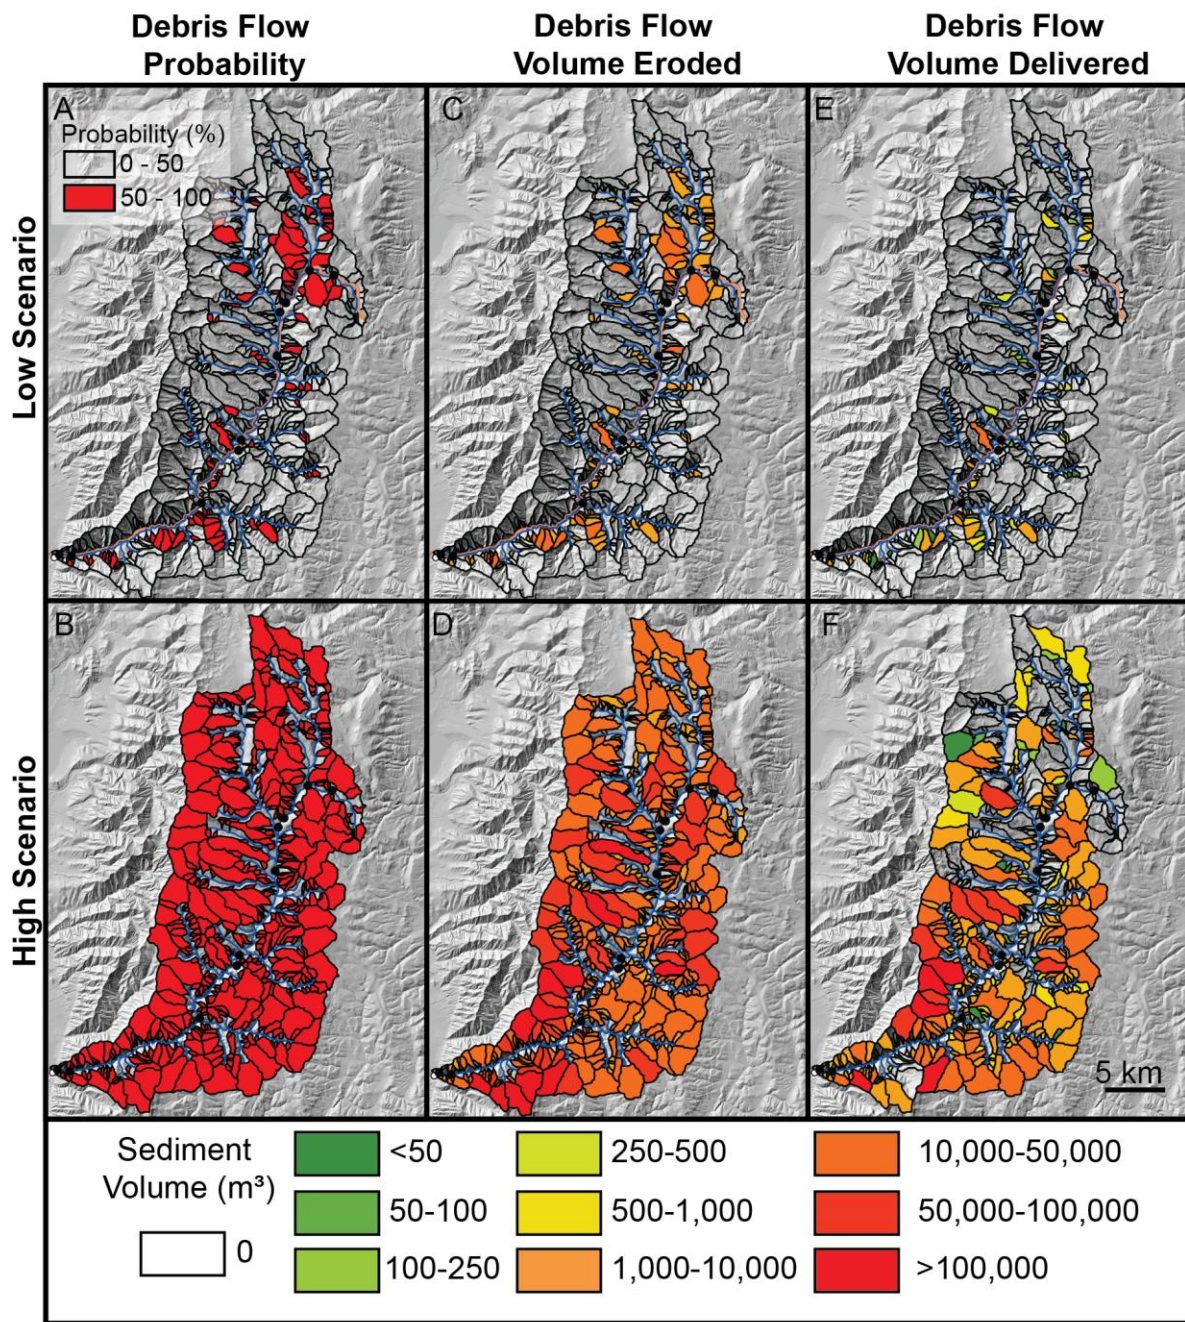 Debris Flow
Probability
Debris Flow
Volume Eroded
Debris Flow
Volume Delivered
Low Scenario
A
Probability (%)
0 - 50
50 - 100
C
E
High Scenario
B
D
F
5 km
Sediment
Volume (m³)
0
<50
50-100
100-250
250-500
500-1,000
1,000-10,000
10,000-50,000
50,000-100,000
>100,000